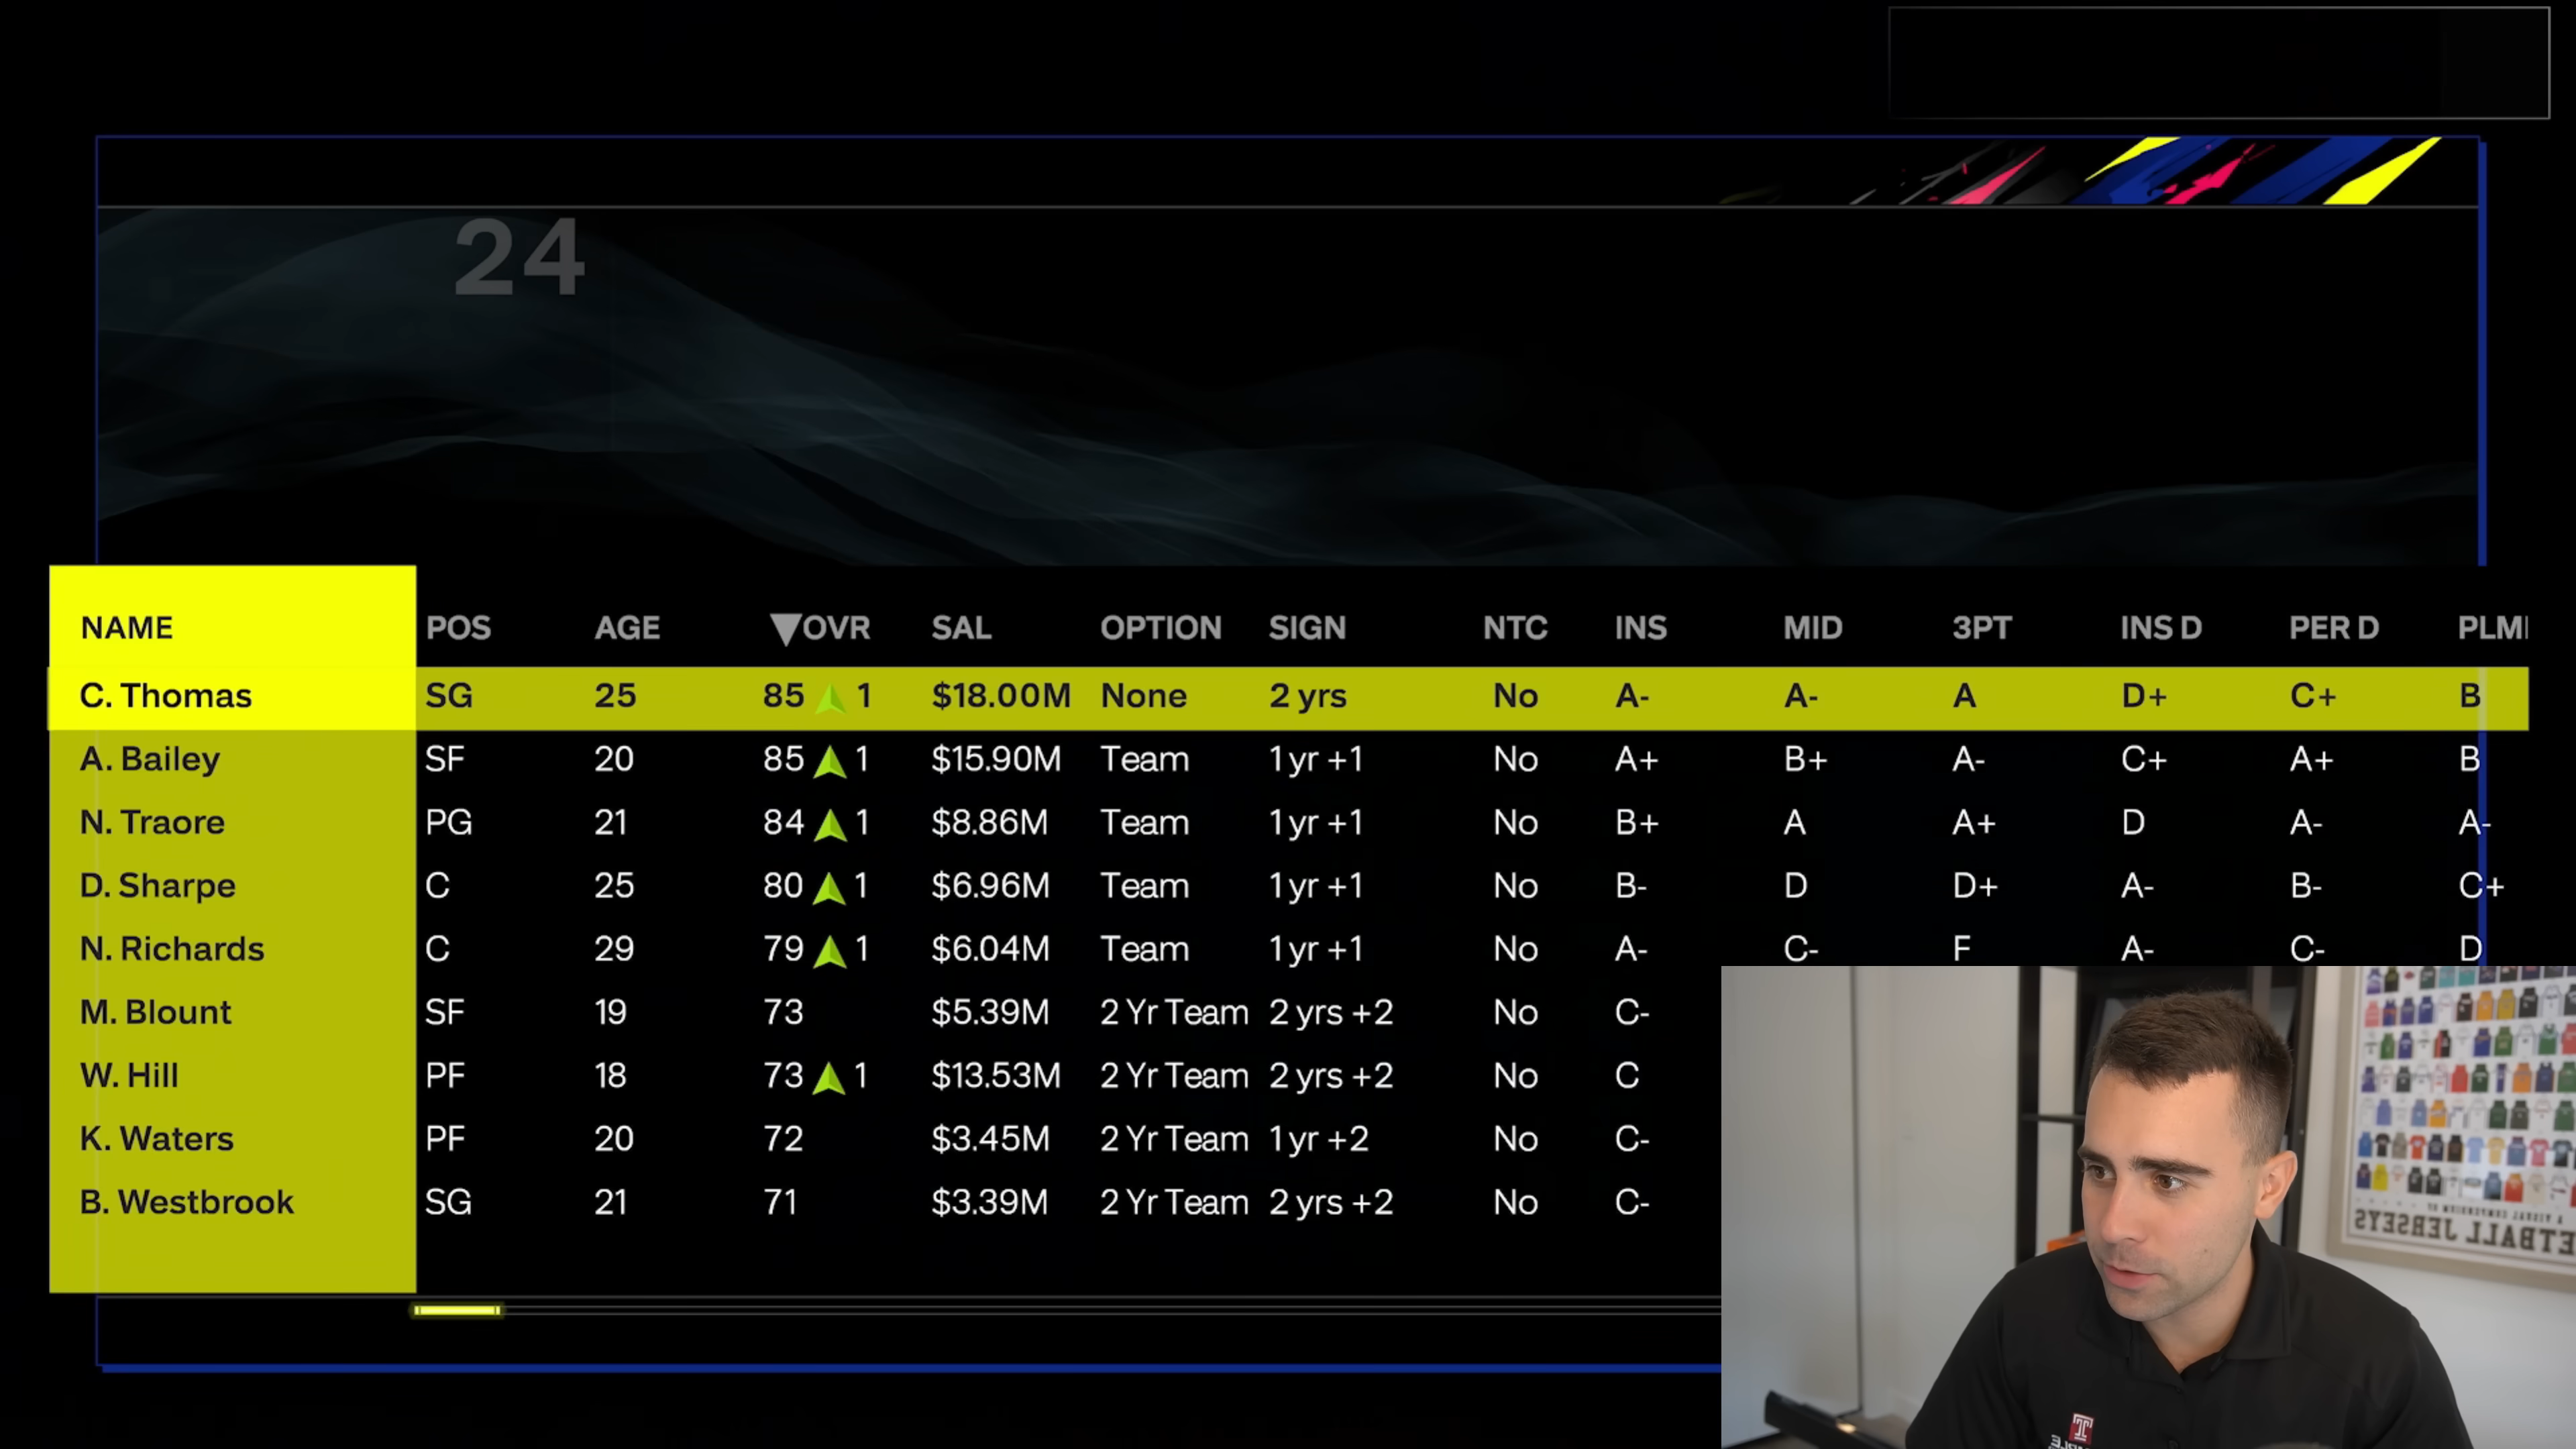 24
NAME POS AGE ▼OVR SAL OPTION SIGN NTC INS MID 3PT INS D PER D PLM
C. Thomas SG 25 85 ▲ 1 $18.00M None 2 yrs No A- A- A D+ C+ B
A. Bailey SF 20 85 ▲ 1 $15.90M Team 1 yr +1 No A+ B+ A- C+ A+ B
N. Traore PG 21 84 ▲ 1 $8.86M Team 1 yr +1 No B+ A A+ D A- A-
D. Sharpe C 25 80 ▲ 1 $6.96M Team 1 yr +1 No B- D D+ A- B- C+
N. Richards C 29 79 ▲ 1 $6.04M Team 1 yr +1 No A- C- F A- C- D
M. Blount SF 19 73 $5.39M 2 Yr Team 2 yrs +2 No C-
W. Hill PF 18 73 ▲ 1 $13.53M 2 Yr Team 2 yrs +2 No C
K. Waters PF 20 72 $3.45M 2 Yr Team 1 yr +2 No C-
B. Westbrook SG 21 71 $3.39M 2 Yr Team 2 yrs +2 No C-
ETBALL JERSEYS